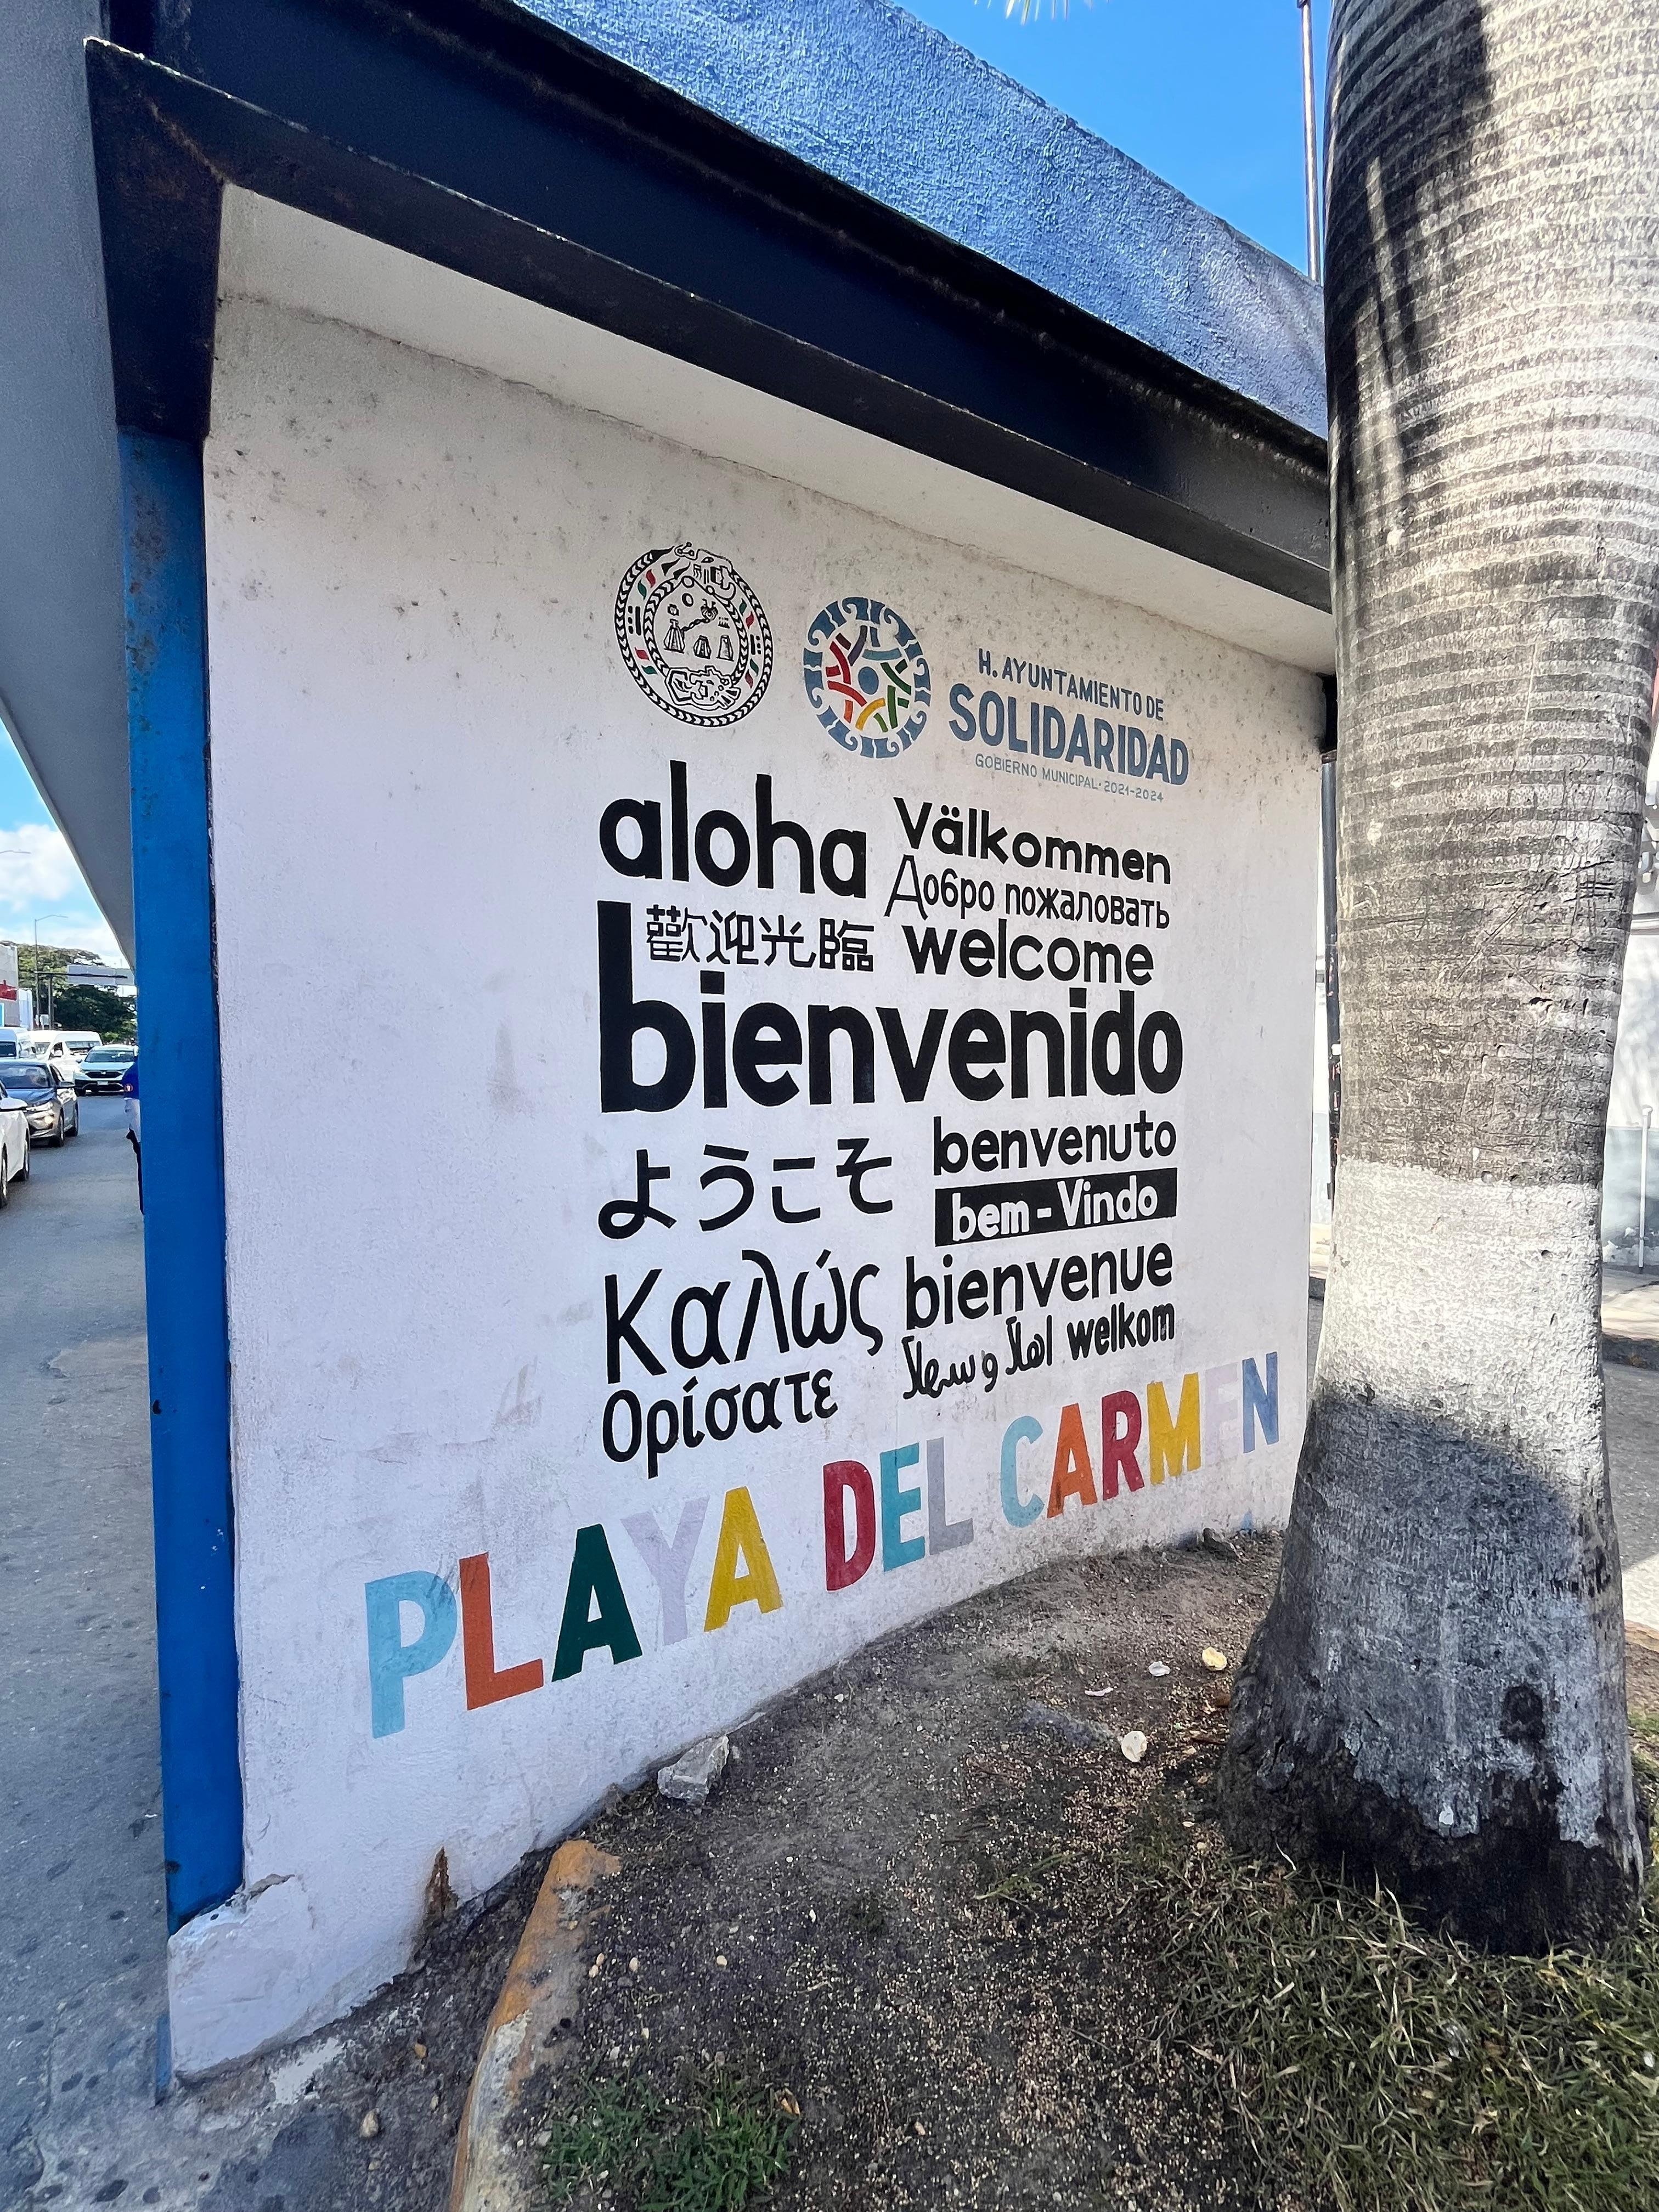 H. AYUNTAMIENTO DE
SOLIDARIDAD
GOBIERNO MUNICIPAL • 2021-2024
aloha
Välkommen
Добро пожаловать
歡迎光臨
welcome
bienvenido
ようこそ
benvenuto
bem-Vindo
Καλώς
Ορίσατε
bienvenue
اهلا و سهلا welkom
PLAYA DEL CARMEN